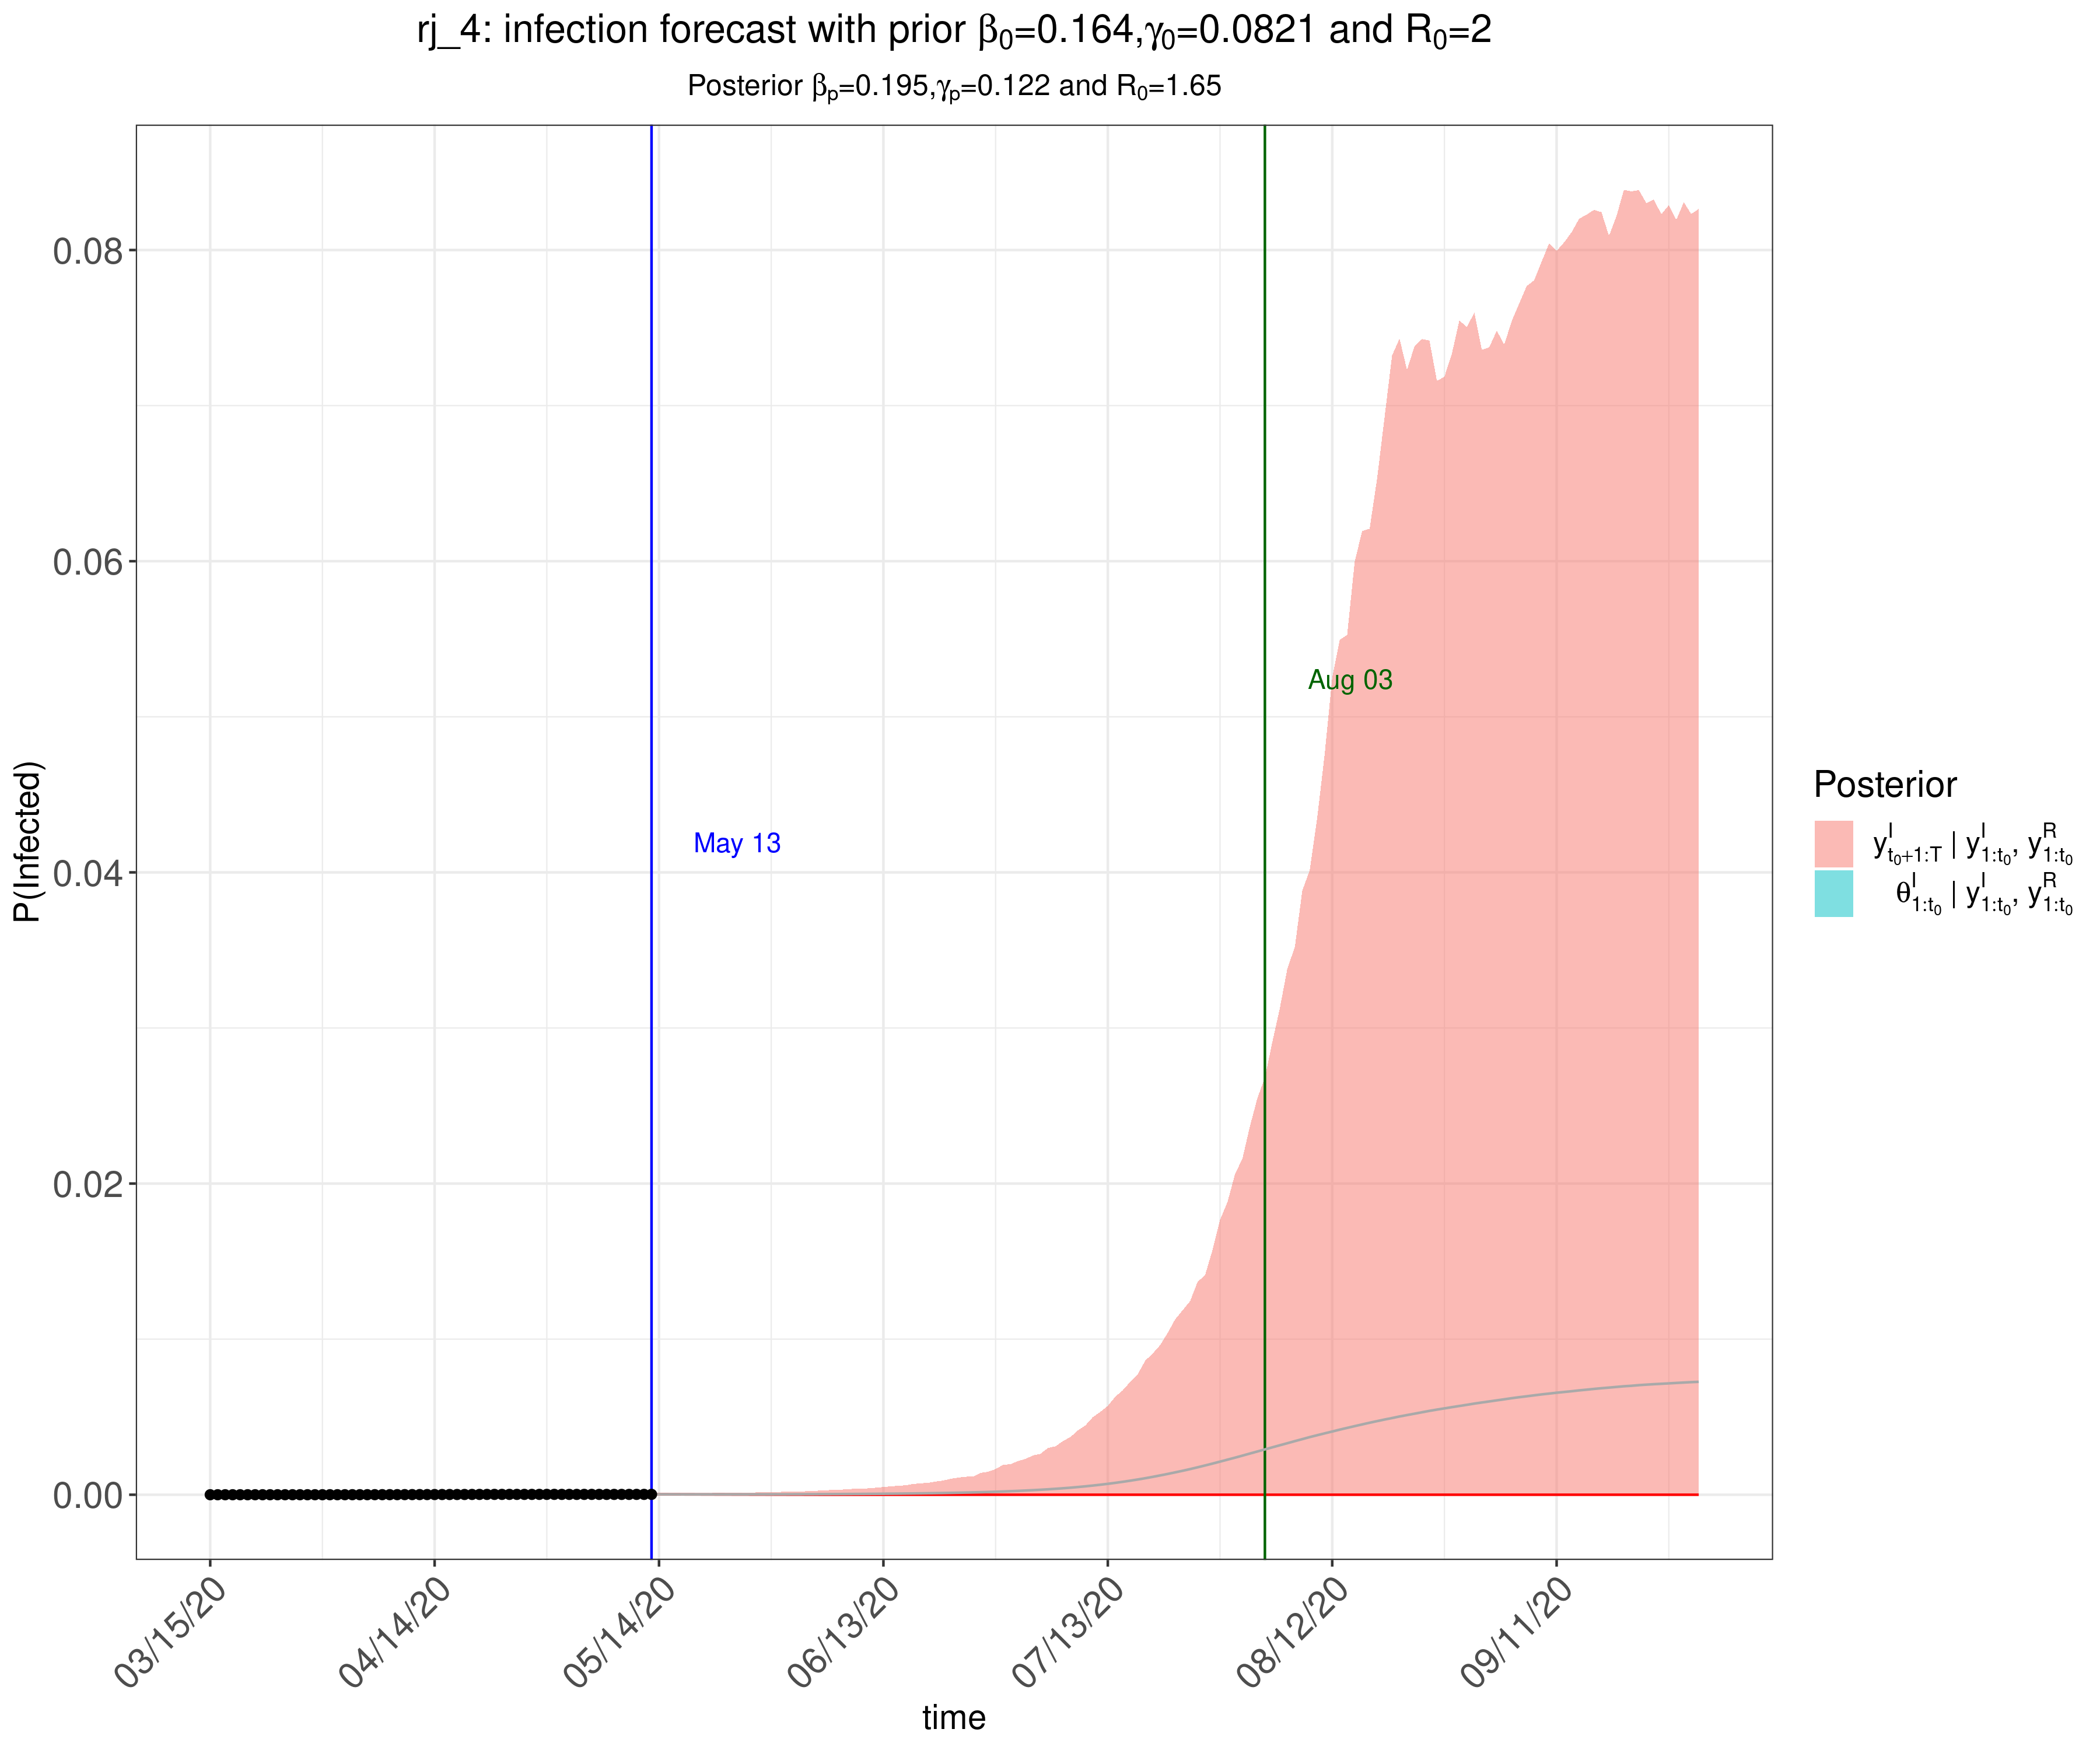 rj_4: infection forecast with prior β₀=0.164,γ₀=0.0821 and R₀=2
Posterior βₚ=0.195,γₚ=0.122 and R₀=1.65
P(Infected)
0.08
0.06
0.04
0.02
0.00
May 13
Aug 03
03/15/20
04/14/20
05/14/20
06/13/20
07/13/20
08/12/20
09/11/20
time
Posterior
y^I_{t₀+1:T} | y^I_{1:t₀}, y^R_{1:t₀}
θ^I_{1:t₀} | y^I_{1:t₀}, y^R_{1:t₀}